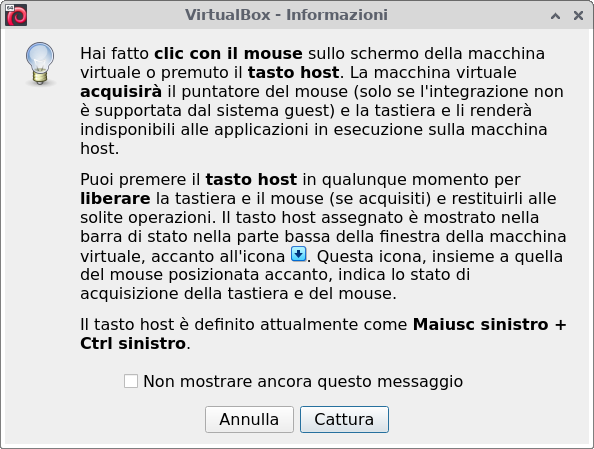 VirtualBox - Informazioni
Hai fatto clic con il mouse sullo schermo della macchina
virtuale o premuto il tasto host. La macchina virtuale
acquisirà il puntatore del mouse (solo se l'integrazione non
è supportata dal sistema guest) e la tastiera e li renderà
indisponibili alle applicazioni in esecuzione sulla macchina
host.
Puoi premere il tasto host in qualunque momento per
liberare la tastiera e il mouse (se acquisiti) e restituirli alle
solite operazioni. Il tasto host assegnato è mostrato nella
barra di stato nella parte bassa della finestra della macchina
virtuale, accanto all'icona . Questa icona, insieme a quella
del mouse posizionata accanto, indica lo stato di
acquisizione della tastiera e del mouse.
Il tasto host è definito attualmente come Maiusc sinistro +
Ctrl sinistro.
Non mostrare ancora questo messaggio
Annulla
Cattura